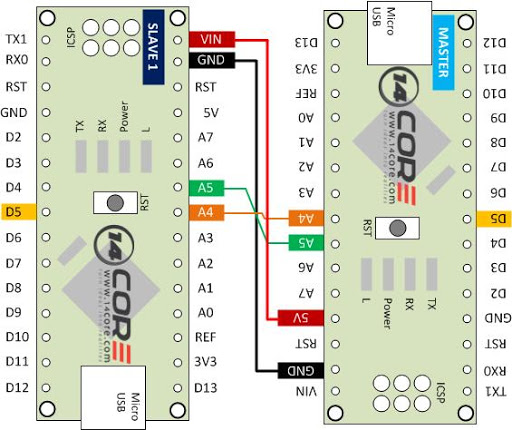 TX1
RX0
RST
GND
D2
D3
D4
D5
D6
D7
D8
D9
D10
D11
D12
ICSP
SLAVE 1
TX
RX
Power
L
RST
14CORE
www.14core.com
Micro
USB
VIN
GND
RST
5V
A7
A6
A5
A4
A3
A2
A1
A0
REF
3V3
D13
D13
3V3
REF
A0
A1
A2
A3
A4
A5
A6
A7
5V
RST
GND
VIN
Micro
USB
MASTER
14CORE
www.14core.com
RST
L
Power
RX
TX
ICSP
D12
D11
D10
D9
D8
D7
D6
D5
D4
D3
D2
GND
RST
RX0
TX1